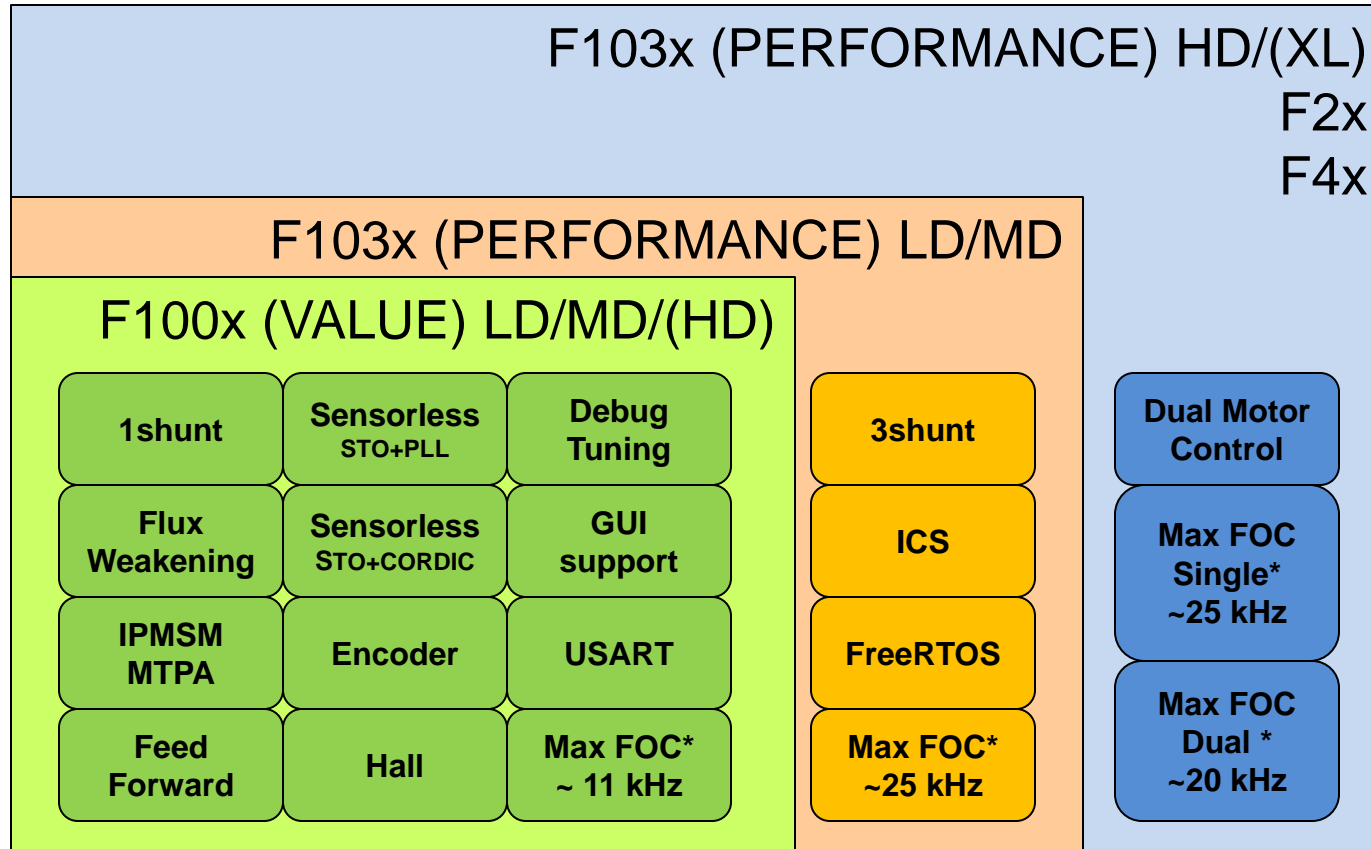 F103x (PERFORMANCE) HD/(XL)
F2x
F4x
F103x (PERFORMANCE) LD/MD
F100x (VALUE) LD/MD/(HD)
1shunt
Sensorless
STO+PLL
Debug
Tuning
3shunt
Dual Motor
Control
Flux
Weakening
Sensorless
STO+CORDIC
GUI
support
ICS
Max FOC
Single*
~25 kHz
IPMSM
MTPA
Encoder
USART
FreeRTOS
Feed
Forward
Hall
Max FOC*
~ 11 kHz
Max FOC*
~25 kHz
Max FOC
Dual *
~20 kHz